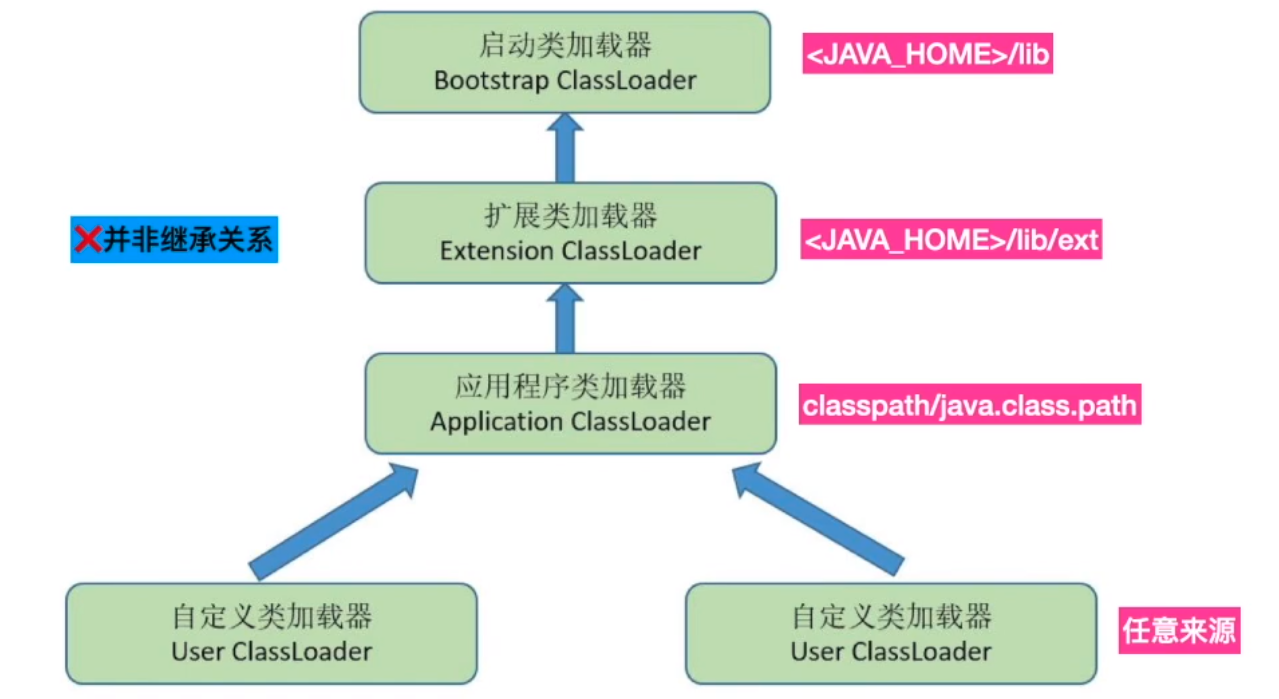 启动类加载器
Bootstrap ClassLoader
<JAVA_HOME>/lib
❌并非继承关系
扩展类加载器
Extension ClassLoader
<JAVA_HOME>/lib/ext
应用程序类加载器
Application ClassLoader
classpath/java.class.path
自定义类加载器
User ClassLoader
自定义类加载器
User ClassLoader
任意来源